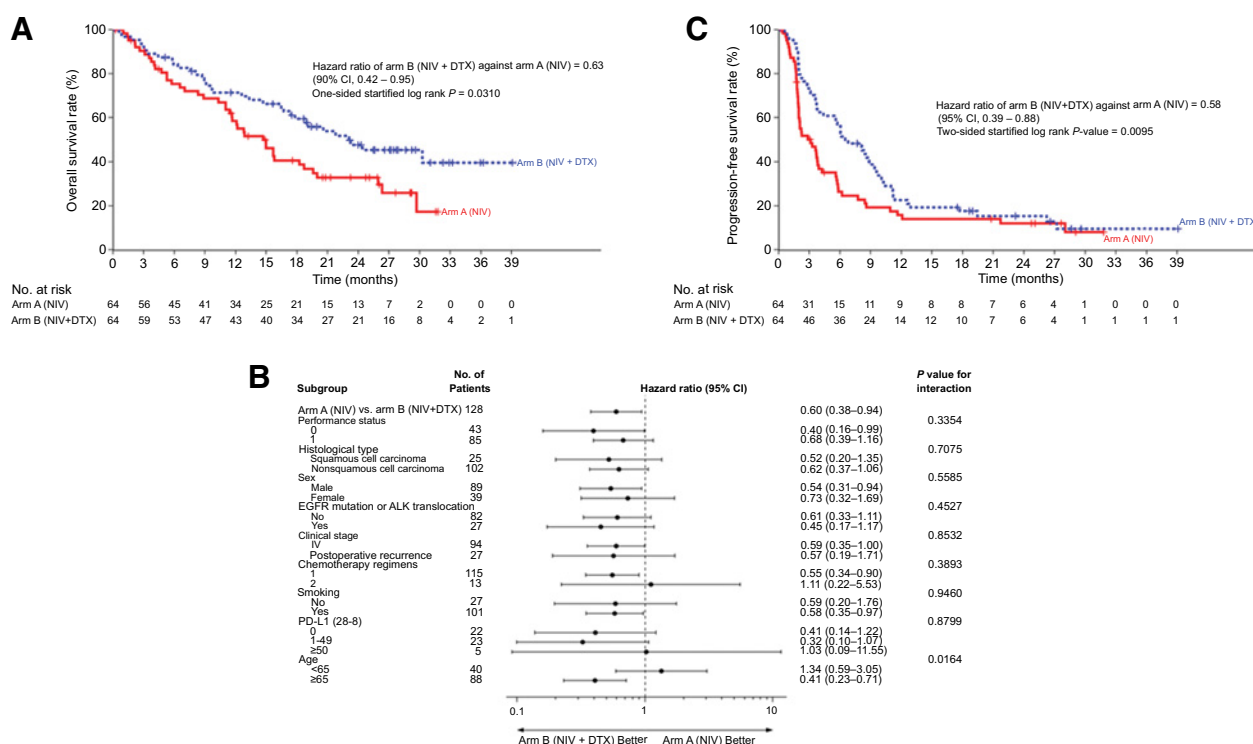 A
Overall survival rate (%)
100
80
60
40
20
0
Hazard ratio of arm B (NIV + DTX) against arm A (NIV) = 0.63
(90% CI, 0.42 – 0.95)
One-sided startified log rank P = 0.0310
Arm B (NIV + DTX)
Arm A (NIV)
0 3 6 9 12 15 18 21 24 27 30 33 36 39
Time (months)
No. at risk
Arm A (NIV) 64 56 45 41 34 25 21 15 13 7 2 0 0 0
Arm B (NIV+DTX) 64 59 53 47 43 40 34 27 21 16 8 4 2 1
C
Progression-free survival rate (%)
100
80
60
40
20
0
Hazard ratio of arm B (NIV+DTX) against arm A (NIV) = 0.58
(95% CI, 0.39 – 0.88)
Two-sided startified log rank P-value = 0.0095
Arm B (NIV + DTX
Arm A (NIV)
0 3 6 9 12 15 18 21 24 27 30 33 36 39
Time (months)
No. at risk
Arm A (NIV) 64 31 15 11 9 8 8 7 6 4 1 0 0 0
Arm B (NIV + DTX) 64 46 36 24 14 12 10 7 6 4 1 1 1 1
B
Subgroup No. of Patients Hazard ratio (95% CI) P value for interaction
Arm A (NIV) vs. arm B (NIV+DTX) 128 0.60 (0.38–0.94)
Performance status 0.3354
0 43 0.40 (0.16–0.99)
1 85 0.68 (0.39–1.16)
Histological type 0.7075
Squamous cell carcinoma 25 0.52 (0.20–1.35)
Nonsquamous cell carcinoma 102 0.62 (0.37–1.06)
Sex 0.5585
Male 89 0.54 (0.31–0.94)
Female 39 0.73 (0.32–1.69)
EGFR mutation or ALK translocation 0.4527
No 82 0.61 (0.33–1.11)
Yes 27 0.45 (0.17–1.17)
Clinical stage 0.8532
IV 94 0.59 (0.35–1.00)
Postoperative recurrence 27 0.57 (0.19–1.71)
Chemotherapy regimens 0.3893
1 115 0.55 (0.34–0.90)
2 13 1.11 (0.22–5.53)
Smoking 0.9460
No 27 0.59 (0.20–1.76)
Yes 101 0.58 (0.35–0.97)
PD-L1 (28-8) 0.8799
0 22 0.41 (0.14–1.22)
1-49 23 0.32 (0.10–1.07)
≥50 5 1.03 (0.09–11.55)
Age 0.0164
<65 40 1.34 (0.59–3.05)
≥65 88 0.41 (0.23–0.71)
0.1 1 10
Arm B (NIV + DTX) Better Arm A (NIV) Better